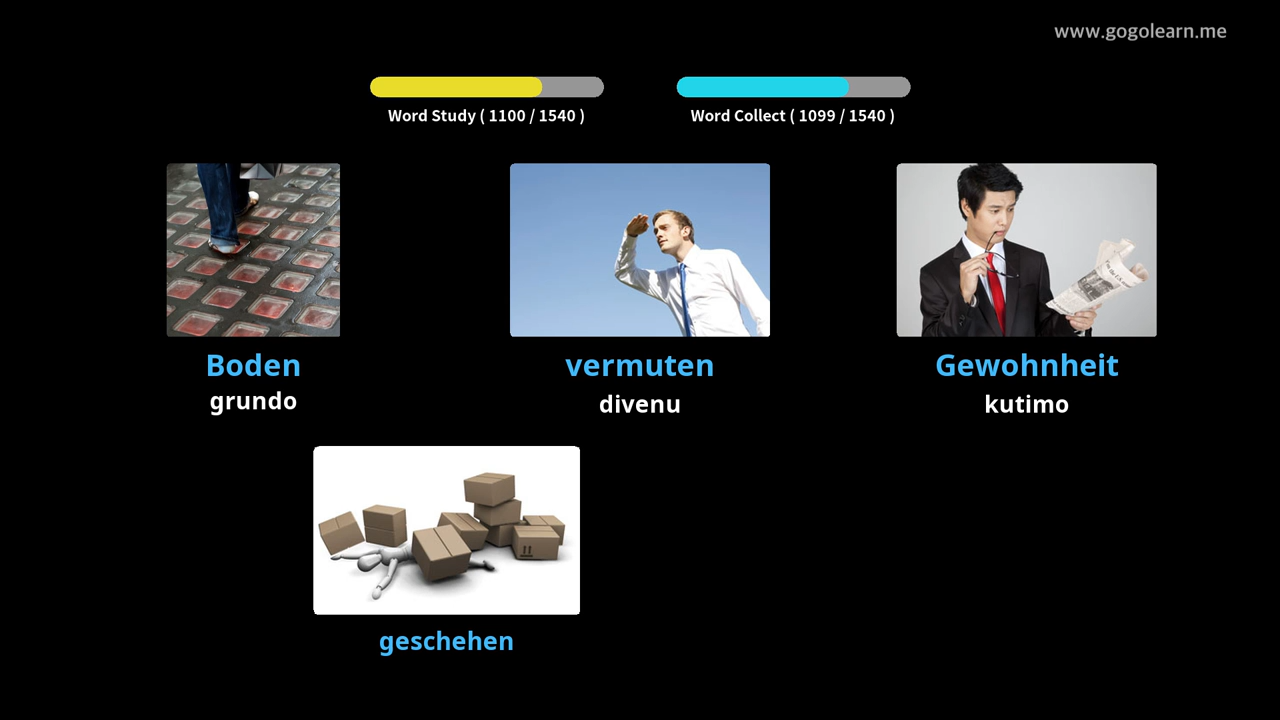 www.gogolearn.me
Word Study ( 1100 / 1540 )
Word Collect ( 1099 / 1540 )
Boden
grundo
vermuten
divenu
Gewohnheit
kutimo
geschehen